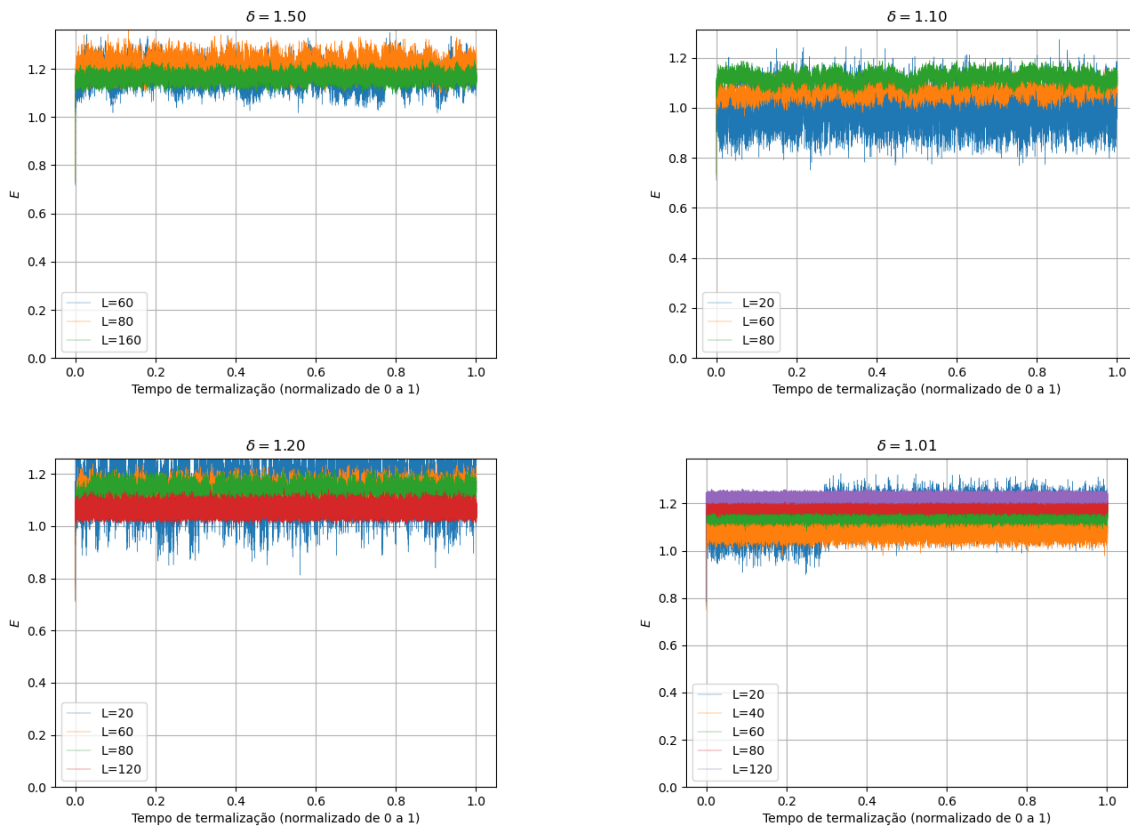 δ = 1.50
1.2
1.0
0.8
0.6
0.4
0.2
0.0
E
L=60
L=80
L=160
0.0 0.2 0.4 0.6 0.8 1.0
Tempo de termalização (normalizado de 0 a 1)
δ = 1.10
1.2
1.0
0.8
0.6
0.4
0.2
0.0
E
L=20
L=60
L=80
0.0 0.2 0.4 0.6 0.8 1.0
Tempo de termalização (normalizado de 0 a 1)
δ = 1.20
1.2
1.0
0.8
0.6
0.4
0.2
0.0
E
L=20
L=60
L=80
L=120
0.0 0.2 0.4 0.6 0.8 1.0
Tempo de termalização (normalizado de 0 a 1)
δ = 1.01
1.2
1.0
0.8
0.6
0.4
0.2
0.0
E
L=20
L=40
L=60
L=80
L=120
0.0 0.2 0.4 0.6 0.8 1.0
Tempo de termalização (normalizado de 0 a 1)